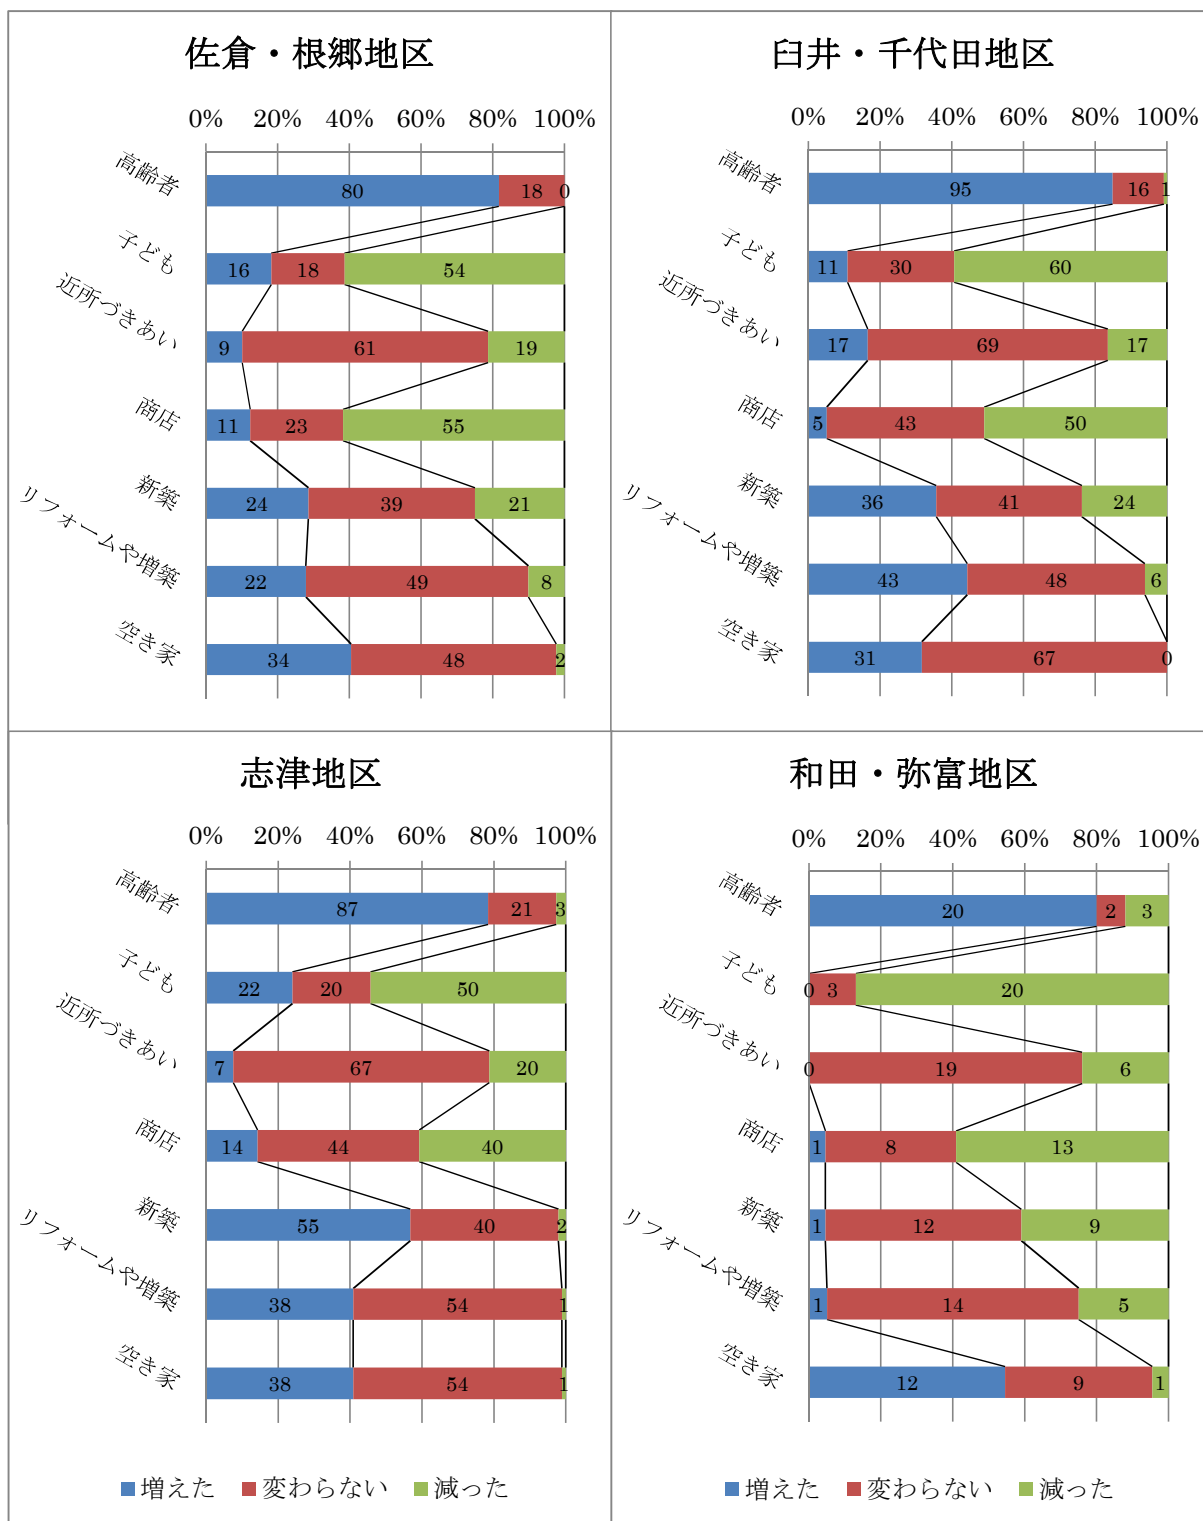 佐倉・根郷地区
0% 20% 40% 60% 80% 100%
高齢者 80 18 0
子ども 16 18 54
近所づきあい 9 61 19
商店 11 23 55
新築 24 39 21
リフォームや増築 22 49 8
空き家 34 48 2
臼井・千代田地区
0% 20% 40% 60% 80% 100%
高齢者 95 16 1
子ども 11 30 60
近所づきあい 17 69 17
商店 5 43 50
新築 36 41 24
リフォームや増築 43 48 6
空き家 31 67 0
志津地区
0% 20% 40% 60% 80% 100%
高齢者 87 21 3
子ども 22 20 50
近所づきあい 7 67 20
商店 14 44 40
新築 55 40 2
リフォームや増築 38 54 1
空き家 38 54 1
増えた 変わらない 減った
和田・弥富地区
0% 20% 40% 60% 80% 100%
高齢者 20 2 3
子ども 0 3 20
近所づきあい 0 19 6
商店 1 8 13
新築 1 12 9
リフォームや増築 1 14 5
空き家 12 9 1
増えた 変わらない 減った